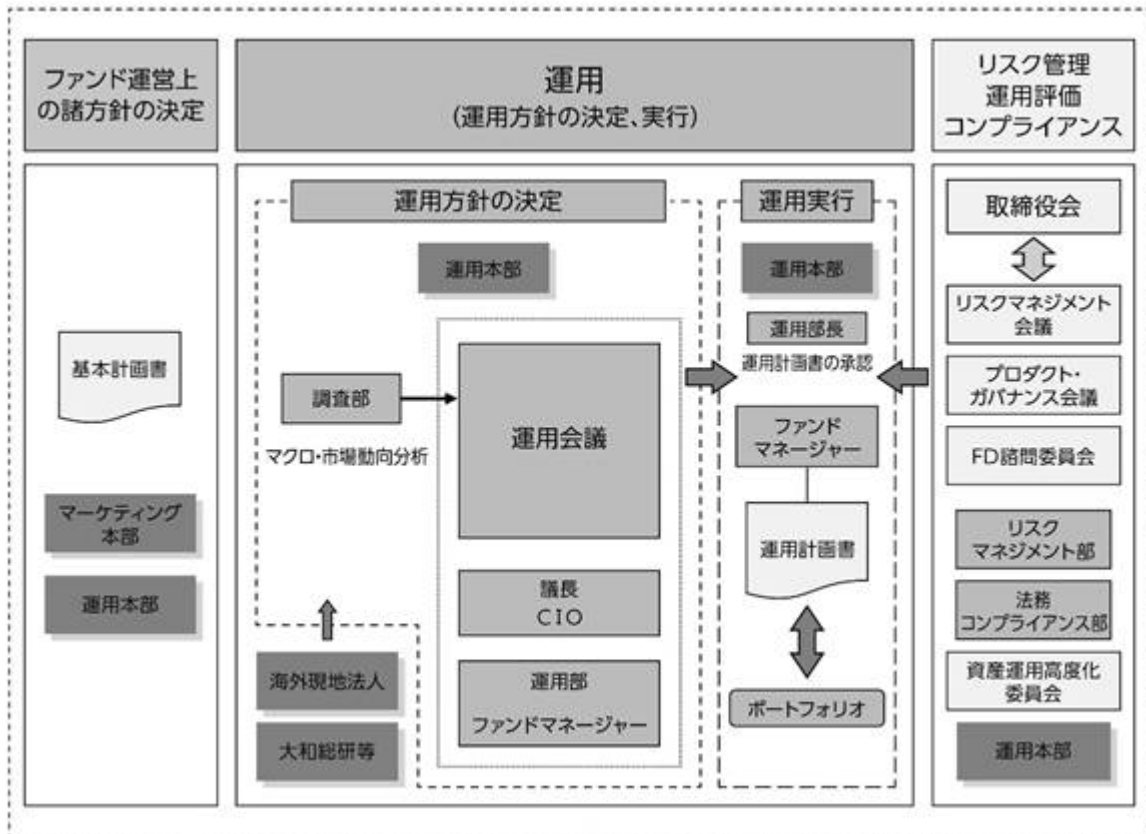 ファンド運営上
の諸方針の決定
運用
(運用方針の決定、実行)
リスク管理
運用評価
コンプライアンス
基本計画書
マーケティング
本部
運用本部
運用方針の決定
運用本部
調査部
マクロ・市場動向分析
運用会議
議長
CIO
運用部
ファンドマネージャー
海外現地法人
大和総研等
運用実行
運用本部
運用部長
運用計画書の承認
ファンド
マネージャー
運用計画書
ポートフォリオ
取締役会
リスクマネジメント
会議
プロダクト・
ガバナンス会議
FD諮問委員会
リスク
マネジメント部
法務
コンプライアンス部
資産運用高度化
委員会
運用本部